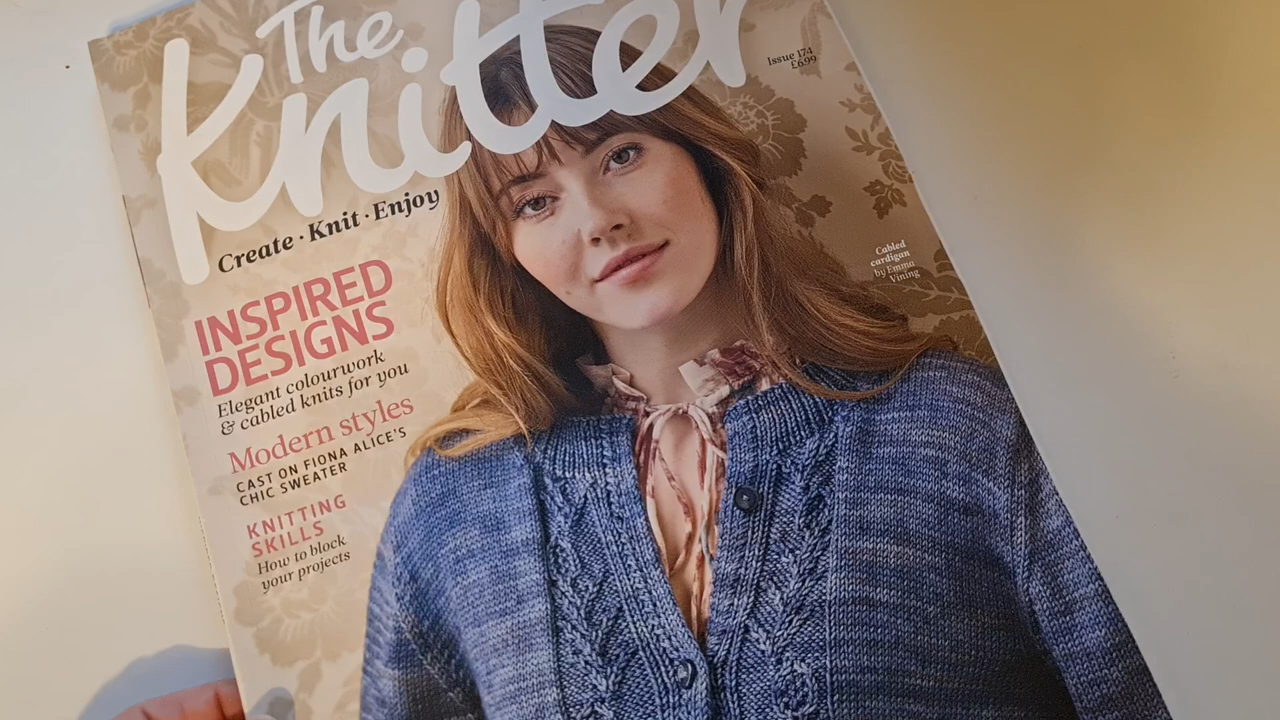 The
Knitter
Issue 174
£6.99
Create · Knit · Enjoy
Cabled
cardigan
by Emma
Vining
INSPIRED
DESIGNS
Elegant colourwork
& cabled knits for you
Modern styles
CAST ON FIONA ALICE'S
CHIC SWEATER
KNITTING
SKILLS
How to block
your projects